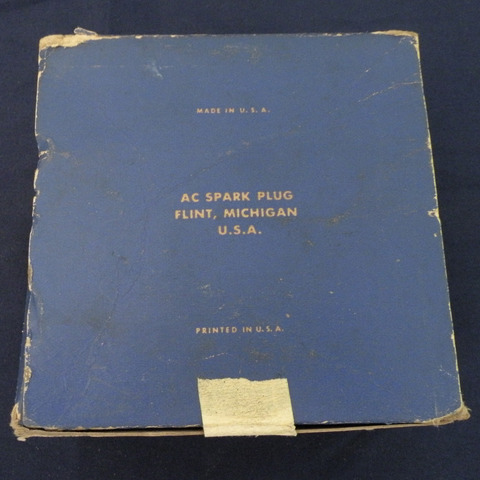 MADE IN U.S.A.
AC SPARK PLUG
FLINT, MICHIGAN
U.S.A.
PRINTED IN U.S.A.